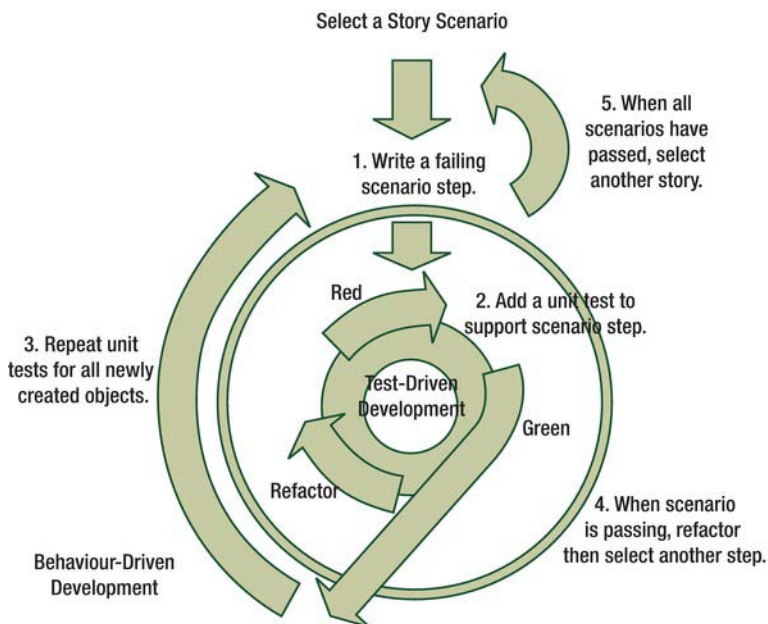 Select a Story Scenario
5. When all
scenarios have
passed, select
another story.
1. Write a failing
scenario step.
Red
2. Add a unit test to
support scenario step.
3. Repeat unit
tests for all newly
created objects.
Test-Driven
Development
Green
Refactor
4. When scenario
is passing, refactor
then select another step.
Behaviour-Driven
Development